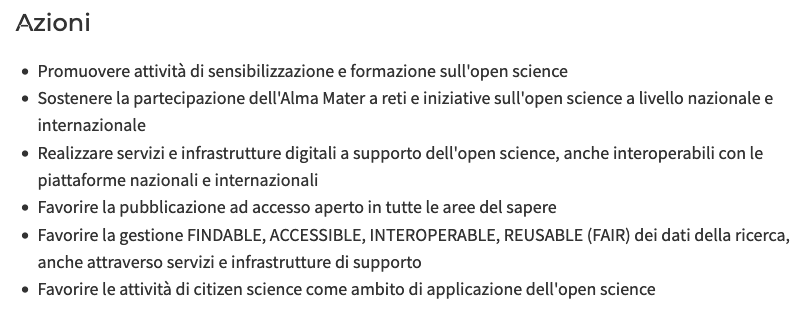 Azioni
• Promuovere attività di sensibilizzazione e formazione sull'open science
• Sostenere la partecipazione dell'Alma Mater a reti e iniziative sull'open science a livello nazionale e
internazionale
• Realizzare servizi e infrastrutture digitali a supporto dell'open science, anche interoperabili con le
piattaforme nazionali e internazionali
• Favorire la pubblicazione ad accesso aperto in tutte le aree del sapere
• Favorire la gestione FINDABLE, ACCESSIBLE, INTEROPERABLE, REUSABLE (FAIR) dei dati della ricerca,
anche attraverso servizi e infrastrutture di supporto
• Favorire le attività di citizen science come ambito di applicazione dell'open science